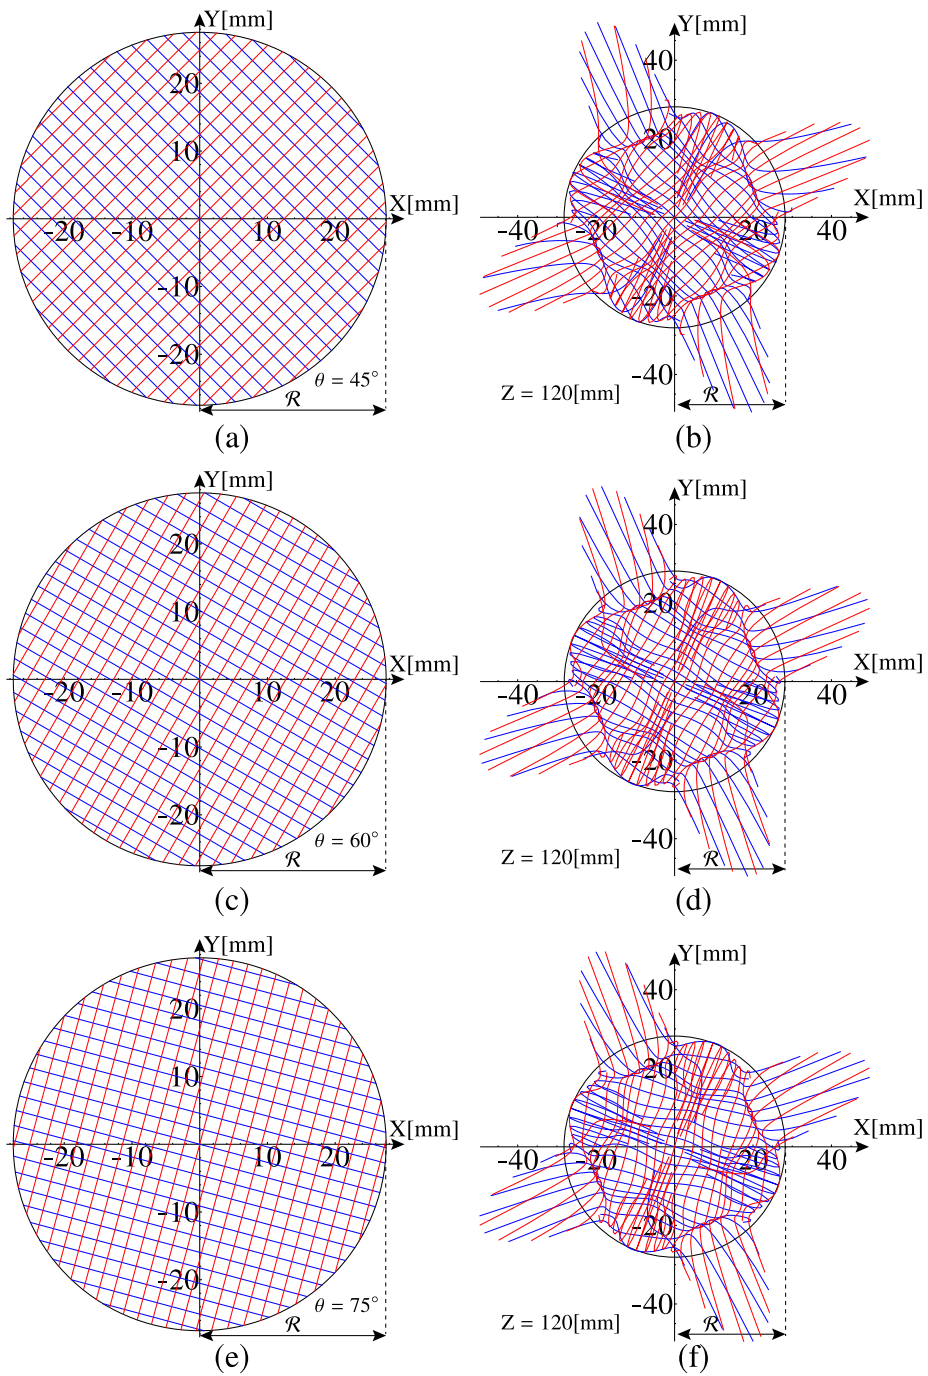 Y[mm]
20
10
X[mm]
-20 -10 10 20
-10
-20
θ = 45°
ℛ
(a)
Y[mm]
40
20
X[mm]
-40 -20 20 40
-20
-40
Z = 120[mm]
ℛ
(b)
Y[mm]
20
10
X[mm]
-20 -10 10 20
-10
-20
θ = 60°
ℛ
(c)
Y[mm]
40
20
X[mm]
-40 -20 20 40
-20
-40
Z = 120[mm]
ℛ
(d)
Y[mm]
20
10
X[mm]
-20 -10 10 20
-10
-20
θ = 75°
ℛ
(e)
Y[mm]
40
20
X[mm]
-40 -20 20 40
-20
-40
Z = 120[mm]
ℛ
(f)